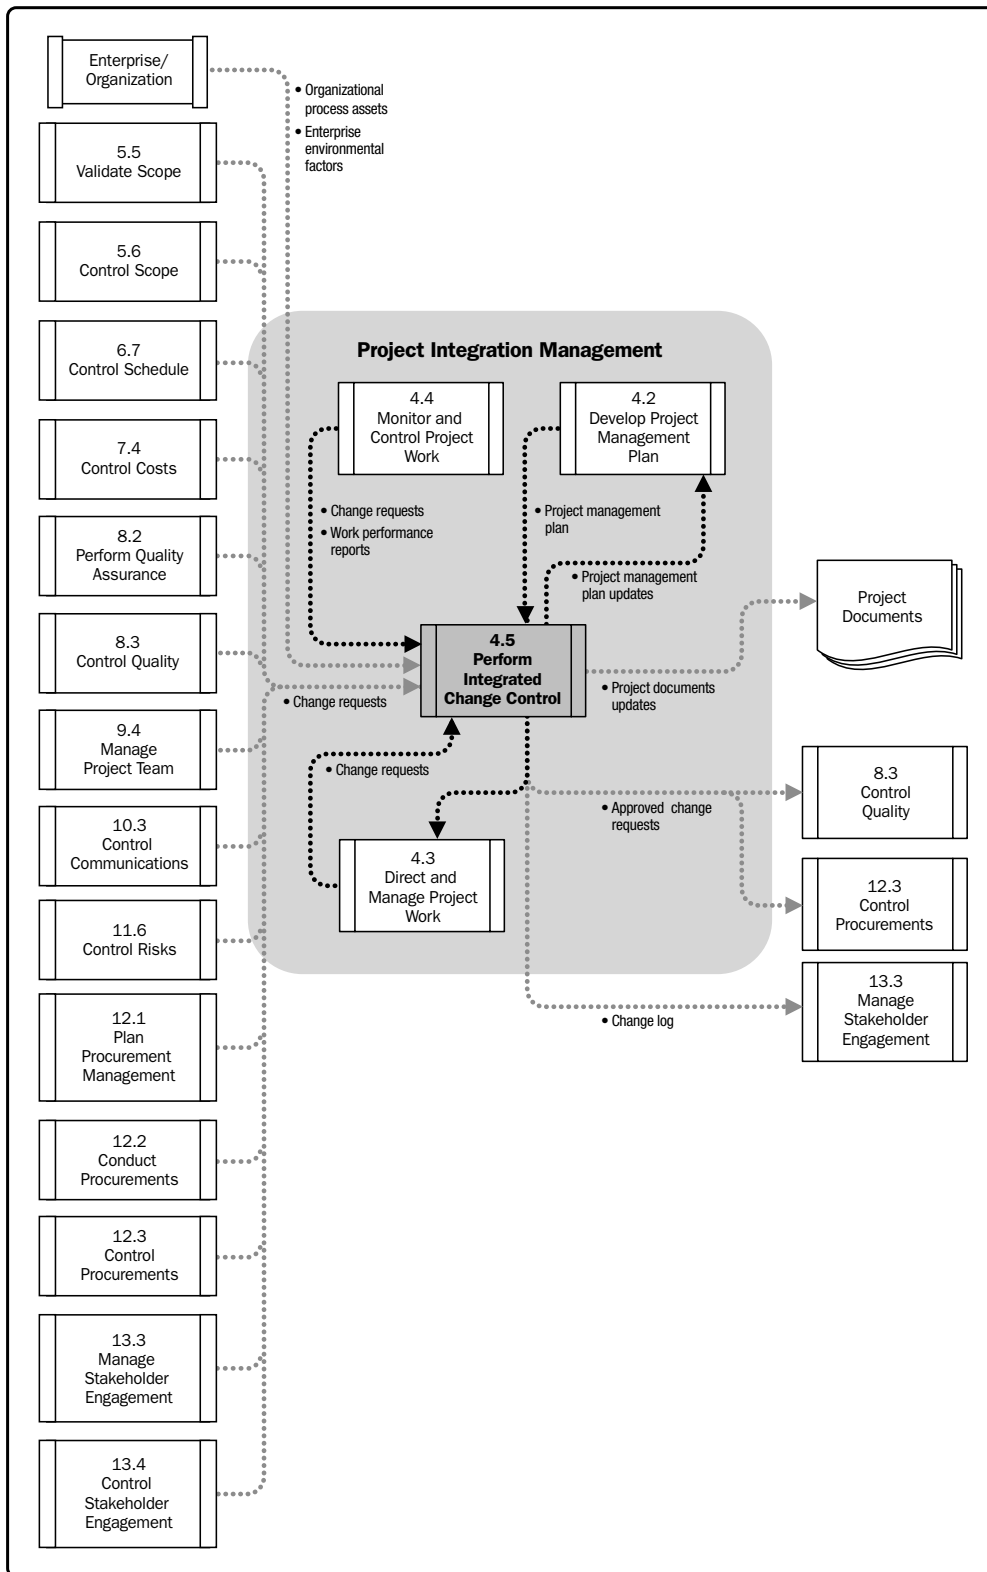 Enterprise/
Organization
• Organizational
process assets
• Enterprise
environmental
factors
5.5
Validate Scope
5.6
Control Scope
6.7
Control Schedule
7.4
Control Costs
8.2
Perform Quality
Assurance
8.3
Control Quality
9.4
Manage
Project Team
10.3
Control
Communications
11.6
Control Risks
12.1
Plan
Procurement
Management
12.2
Conduct
Procurements
12.3
Control
Procurements
13.3
Manage
Stakeholder
Engagement
13.4
Control
Stakeholder
Engagement
Project Integration Management
4.4
Monitor and
Control Project
Work
4.2
Develop Project
Management
Plan
• Change requests
• Work performance
reports
• Project management
plan
• Project management
plan updates
4.5
Perform
Integrated
Change Control
• Change requests
• Project documents
updates
• Change requests
• Approved change
requests
4.3
Direct and
Manage Project
Work
• Change log
Project
Documents
8.3
Control
Quality
12.3
Control
Procurements
13.3
Manage
Stakeholder
Engagement